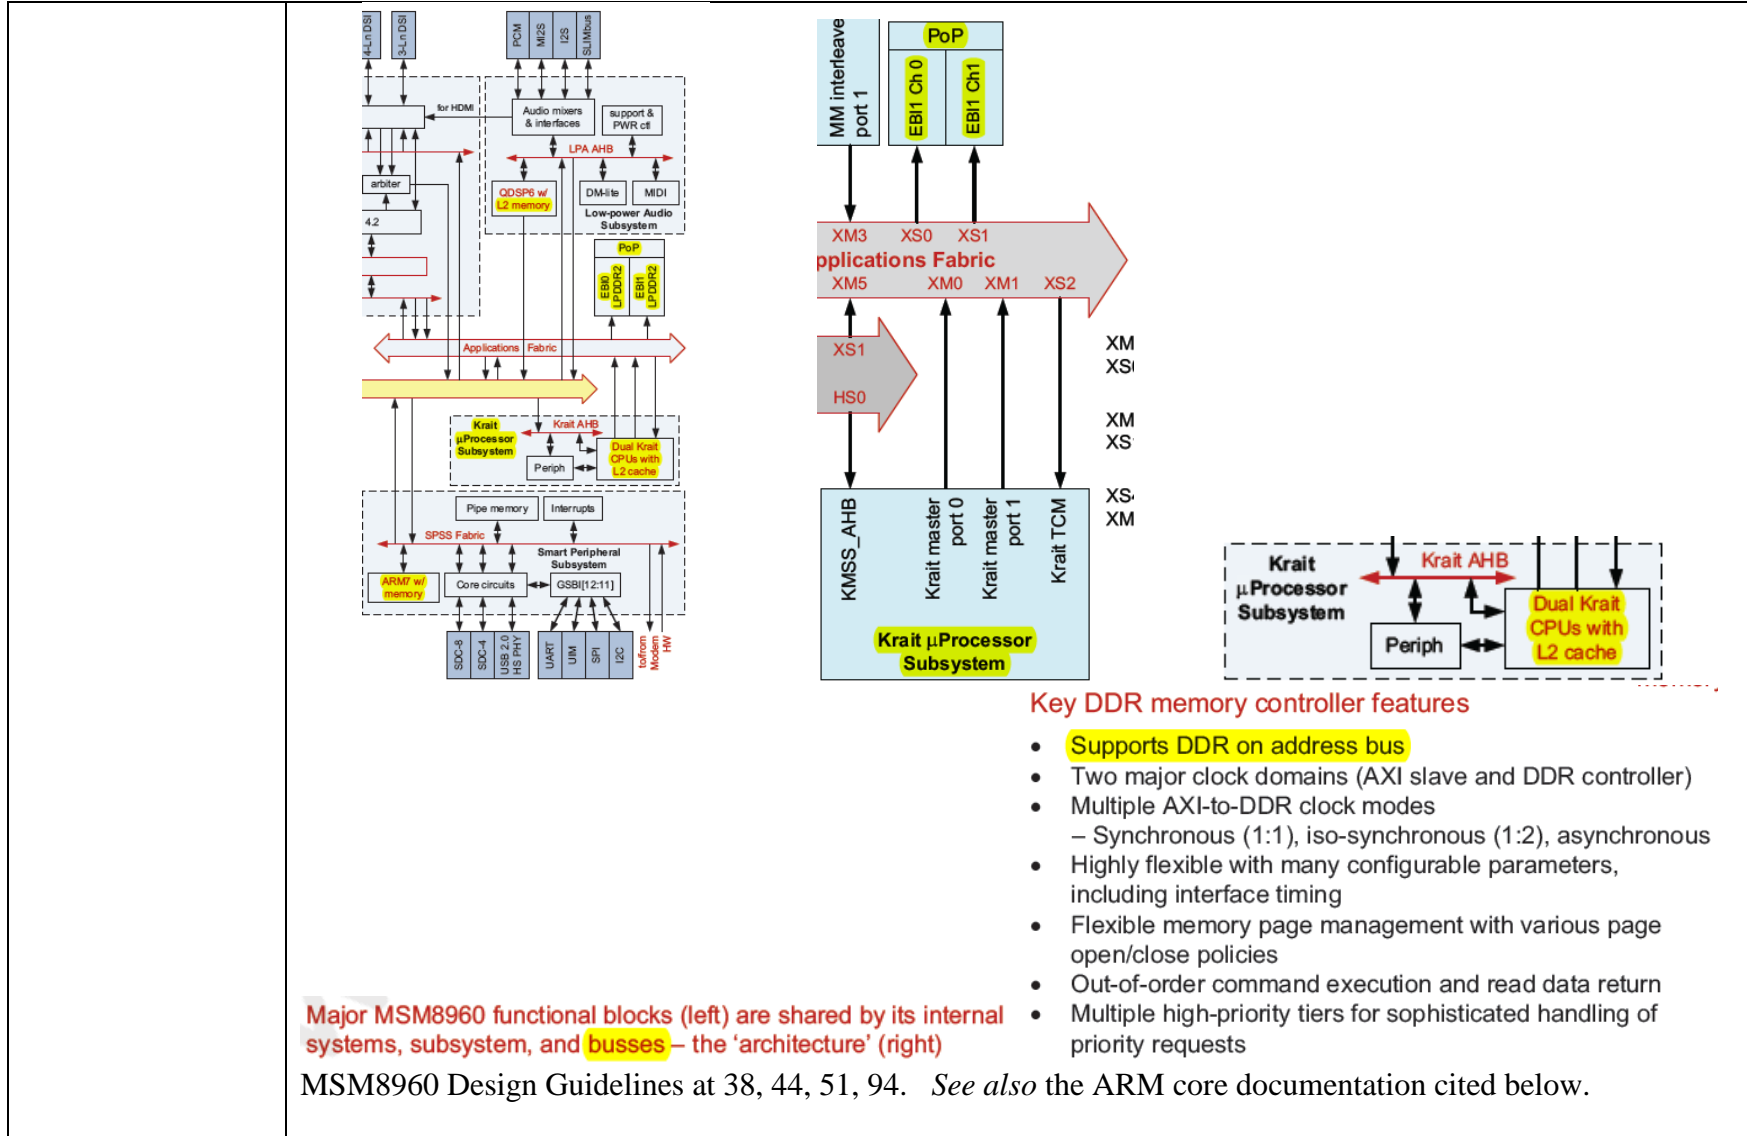 4-Ln DSI
3-Ln DSI
PCM
MI2S
I2S
SLIMbus
for HDMI
Audio mixers
& interfaces
support &
PWR ctl
LPA AHB
arbiter
QDSP6 w/
L2 memory
DM-lite
MIDI
4.2
Low-power Audio
Subsystem
PoP
EBI0
LPDDR2
EBI1
LPDDR2
Applications Fabric
Krait
µProcessor
Subsystem
Krait AHB
Dual Krait
CPUs with
L2 cache
Periph
Pipe memory
Interrupts
SPSS Fabric
Smart Peripheral
Subsystem
ARM7 w/
memory
Core circuits
GSBI[12:11]
SDC-8
SDC-4
USB 2.0
HS PHY
UART
UIM
SPI
I2C
to/from
Modem
HW
MM interleave
port 1
PoP
EBI1 Ch 0
EBI1 Ch1
XM3 XS0 XS1
pplications Fabric
XM5 XM0 XM1 XS2
XS1
HS0
XM
XS
XM
XS
XS
XM
KMSS_AHB
Krait master
port 0
Krait master
port 1
Krait TCM
Krait µProcessor
Subsystem
Krait
µProcessor
Subsystem
Krait AHB
Dual Krait
CPUs with
L2 cache
Periph
Key DDR memory controller features
• Supports DDR on address bus
• Two major clock domains (AXI slave and DDR controller)
• Multiple AXI-to-DDR clock modes
– Synchronous (1:1), iso-synchronous (1:2), asynchronous
• Highly flexible with many configurable parameters,
including interface timing
• Flexible memory page management with various page
open/close policies
• Out-of-order command execution and read data return
• Multiple high-priority tiers for sophisticated handling of
priority requests
Major MSM8960 functional blocks (left) are shared by its internal
systems, subsystem, and busses – the ‘architecture’ (right)
MSM8960 Design Guidelines at 38, 44, 51, 94. See also the ARM core documentation cited below.